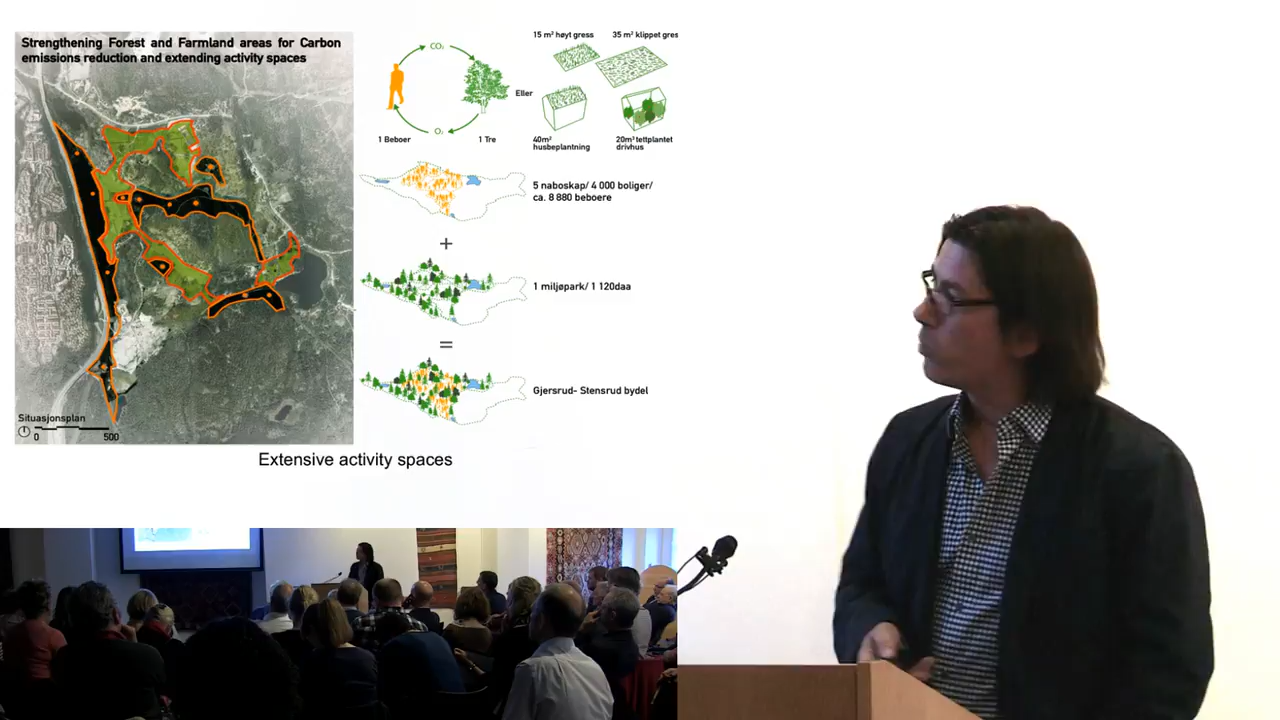 Strengthening Forest and Farmland areas for Carbon
emissions reduction and extending activity spaces
Situasjonsplan
0
500
CO₂
O₂
1 Beboer
1 Tre
Eller
15 m² høyt gress
35 m² klippet gres
40m²
husbeplantning
20m³ tettplantet
drivhus
5 naboskap/ 4 000 boliger/
ca. 8 880 beboere
+
1 miljøpark/ 1 120daa
=
Gjersrud- Stensrud bydel
Extensive activity spaces